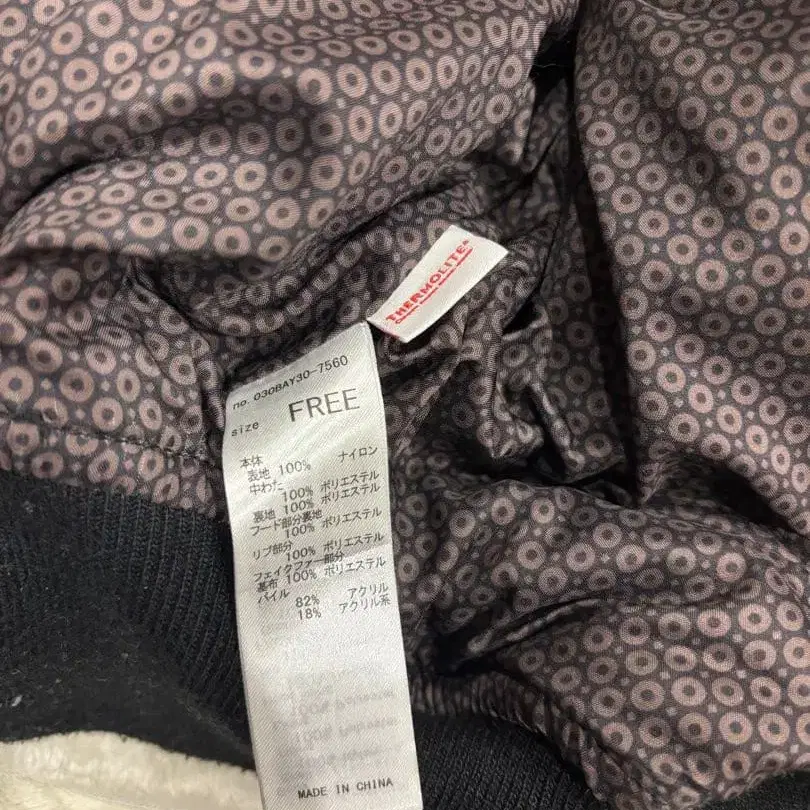 THERMOLITE®
no. 030BAY30-7560
size FREE
本体
表地 100% ナイロン
中わた
100% ポリエステル
裏地 100% ポリエステル
フード部分裏地
100% ポリエステル
リブ部分
100% ポリエステル
フェイクファー部分
基布 100% ポリエステル
パイル
82% アクリル
18% アクリル系
MADE IN CHINA